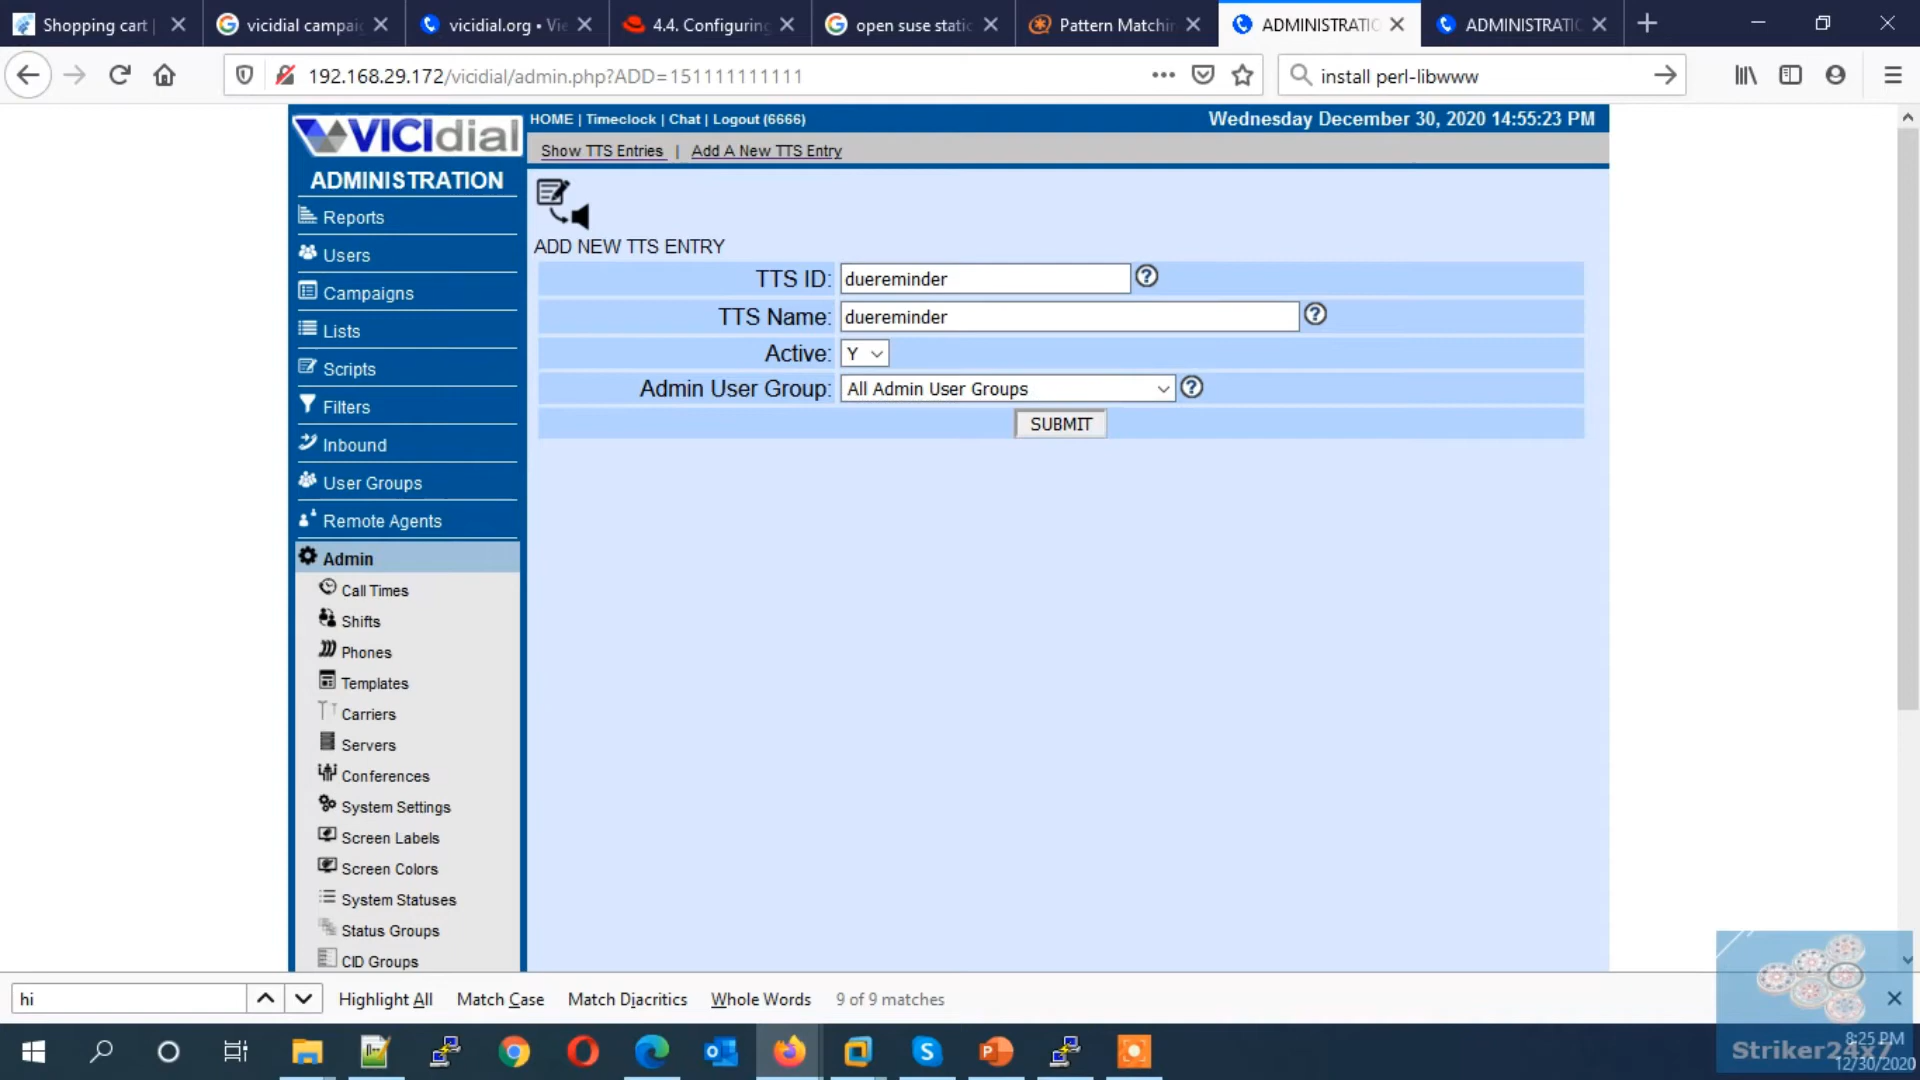 Shopping cart
vicidial campai
vicidial.org • Vi
4.4. Configuring
open suse stati
Pattern Matchin
ADMINISTRATIO
ADMINISTRATI
192.168.29.172/vicidial/admin.php?ADD=151111111111
install perl-libwww
VICIdial
HOME | Timeclock | Chat | Logout (6666)
Wednesday December 30, 2020 14:55:23 PM
Show TTS Entries | Add A New TTS Entry
ADMINISTRATION
Reports
Users
Campaigns
Lists
Scripts
Filters
Inbound
User Groups
Remote Agents
Admin
Call Times
Shifts
Phones
Templates
Carriers
Servers
Conferences
System Settings
Screen Labels
Screen Colors
System Statuses
Status Groups
CID Groups
ADD NEW TTS ENTRY
TTS ID: duereminder
TTS Name: duereminder
Active: Y
Admin User Group: All Admin User Groups
SUBMIT
hi
Highlight All
Match Case
Match Diacritics
Whole Words
9 of 9 matches
Striker24x7
8:25 PM
12/30/2020